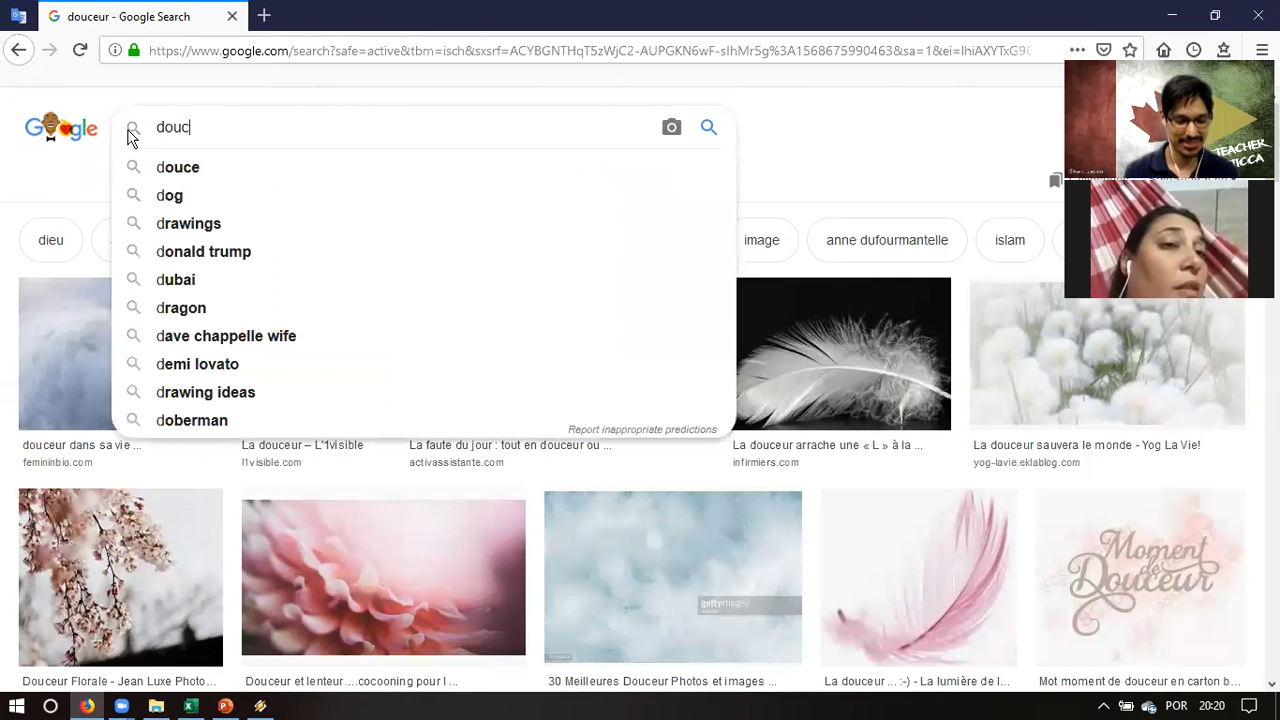 douceur - Google Search
https://www.google.com/search?safe=active&tbm=isch&sxsrf=ACYBGNTHqT5zWjC2-AUPGKN6wF-sIhMr5g%3A1568675990463&sa=1&ei=IhiAXYTxG9C
Google
douc
douce
dog
drawings
donald trump
dubai
dragon
dave chappelle wife
demi lovato
drawing ideas
doberman
Report inappropriate predictions
TEACHER
TICCA
dieu
image
anne dufourmantelle
islam
douceur dans sa vie ...
femininbio.com
La douceur – L'1visible
l1visible.com
La faute du jour : tout en douceur ou ...
activassistante.com
La douceur arrache une « L » à la ...
infirmiers.com
La douceur sauvera le monde - Yog La Vie!
yog-lavie.eklablog.com
gettyimages
Moment
de
Douceur
Douceur Florale - Jean Luxe Photo...
Douceur et lenteur....cocooning pour l ...
30 Meilleures Douceur Photos et images ...
La douceur ... :-) - La lumière de l...
Mot moment de douceur en carton b...
POR
20:20